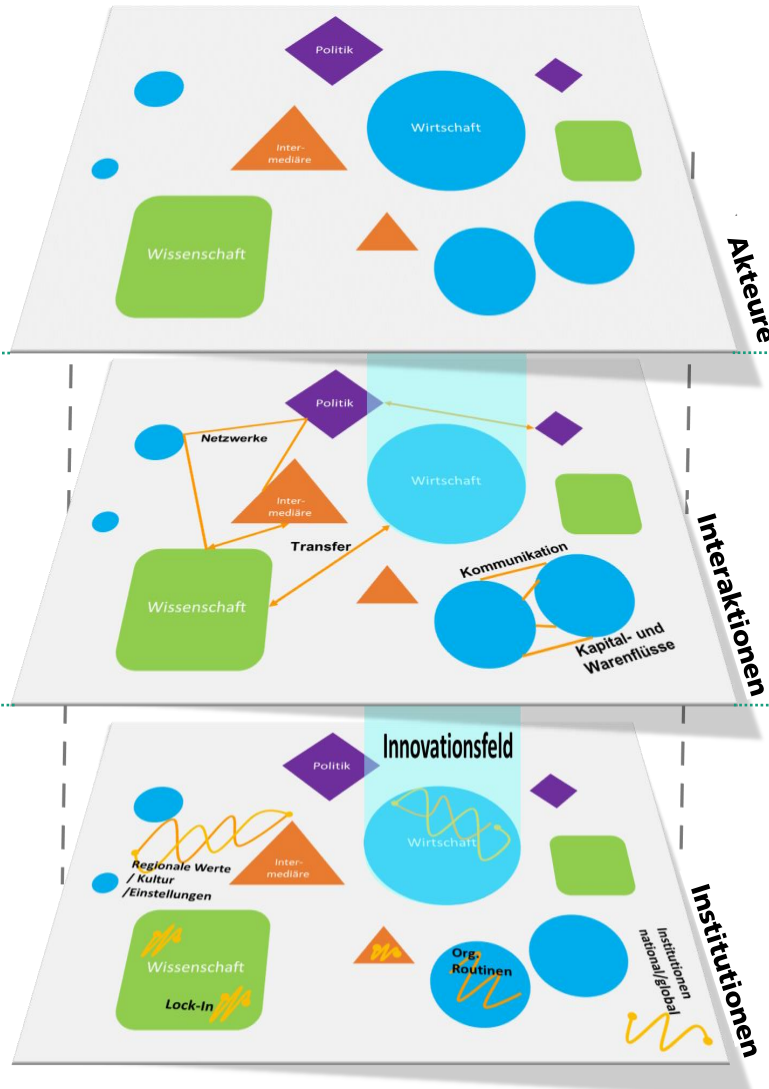 Politik
Wirtschaft
Inter-
mediäre
Wissenschaft
Akteure
Politik
Netzwerke
Wirtschaft
Inter-
mediäre
Transfer
Kommunikation
Wissenschaft
Kapital- und
Warenflüsse
Interaktionen
Innovationsfeld
Politik
Wirtschaft
Regionale Werte
/ Kultur
/Einstellungen
Inter-
mediäre
Org.
Routinen
Wissenschaft
Lock-In
Institutionen
national/global
Institutionen